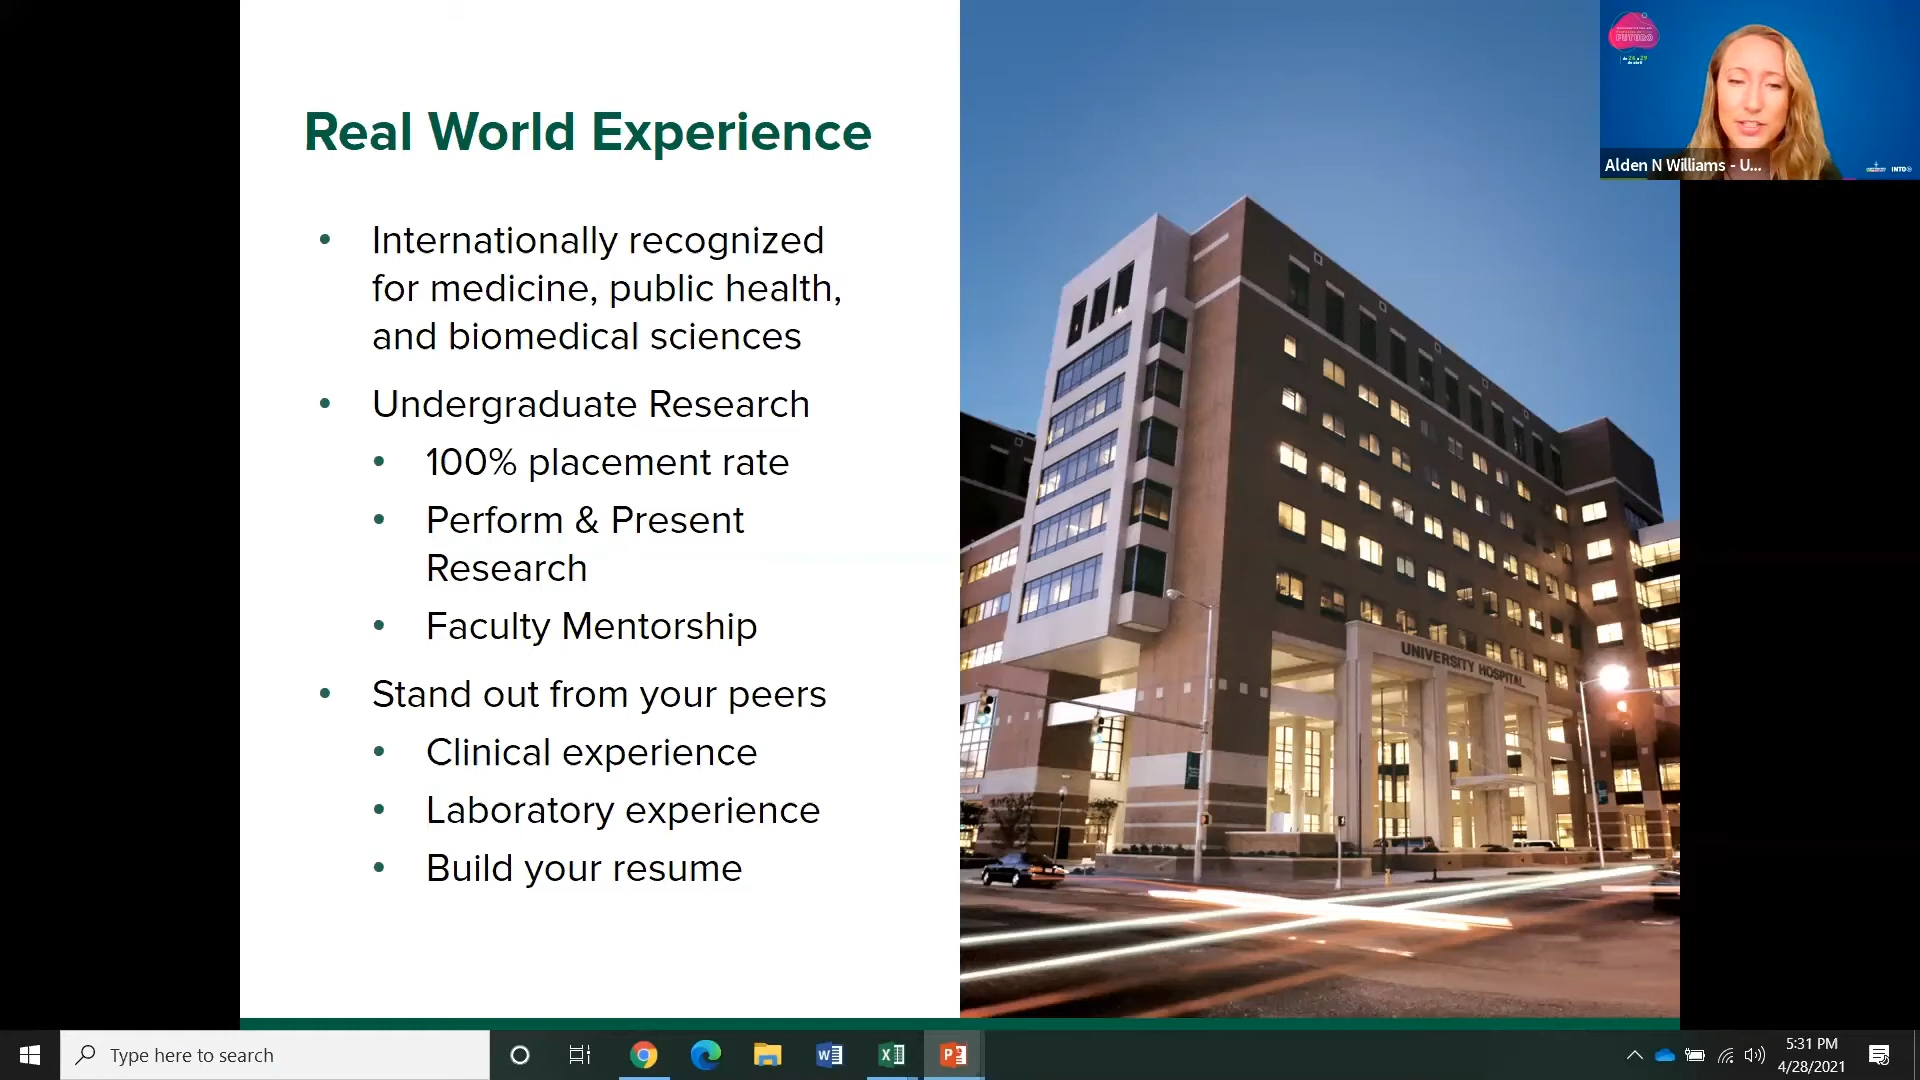 Real World Experience
Internationally recognized
for medicine, public health,
and biomedical sciences
Undergraduate Research
100% placement rate
Perform & Present
Research
Faculty Mentorship
Stand out from your peers
Clinical experience
Laboratory experience
Build your resume
UNIVERSITY HOSPITAL
FUTURO
Alden N Williams - U...
INTO
Type here to search
5:31 PM
4/28/2021